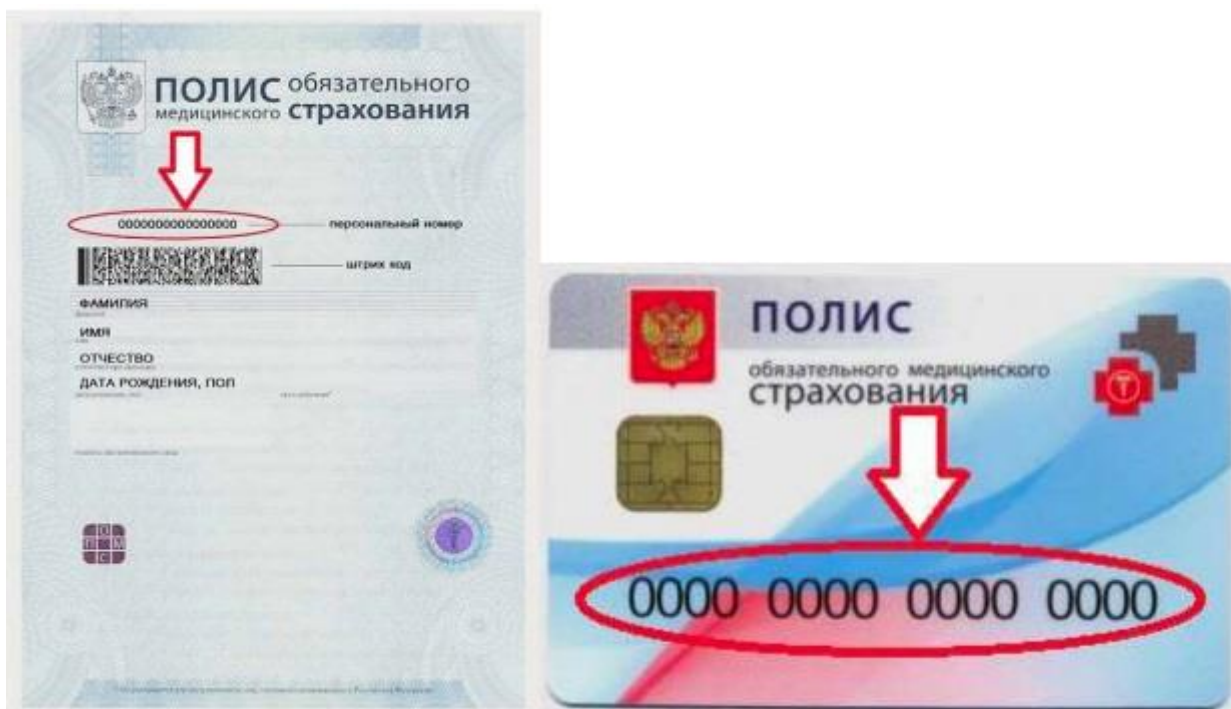 ПОЛИС обязательного
медицинского страхования
0000000000000000 персональный номер
штрих код
ФАМИЛИЯ
ИМЯ
ОТЧЕСТВО
ДАТА РОЖДЕНИЯ, ПОЛ
О
П М
С
ПОЛИС
обязательного медицинского
страхования
0000 0000 0000 0000